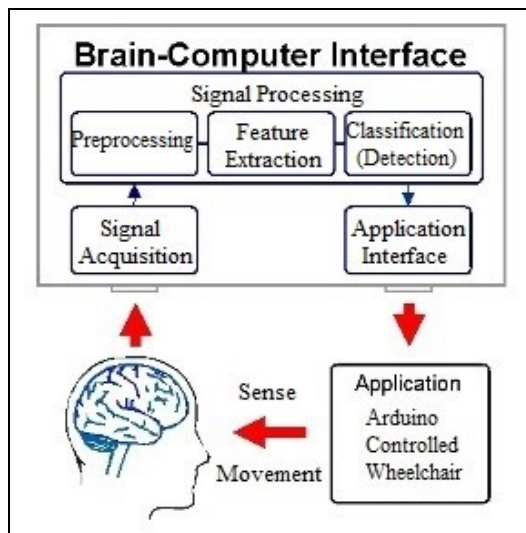 Brain-Computer Interface
Signal Processing
Preprocessing
Feature
Extraction
Classification
(Detection)
Signal
Acquisition
Application
Interface
Sense
Movement
Application
Arduino
Controlled
Wheelchair